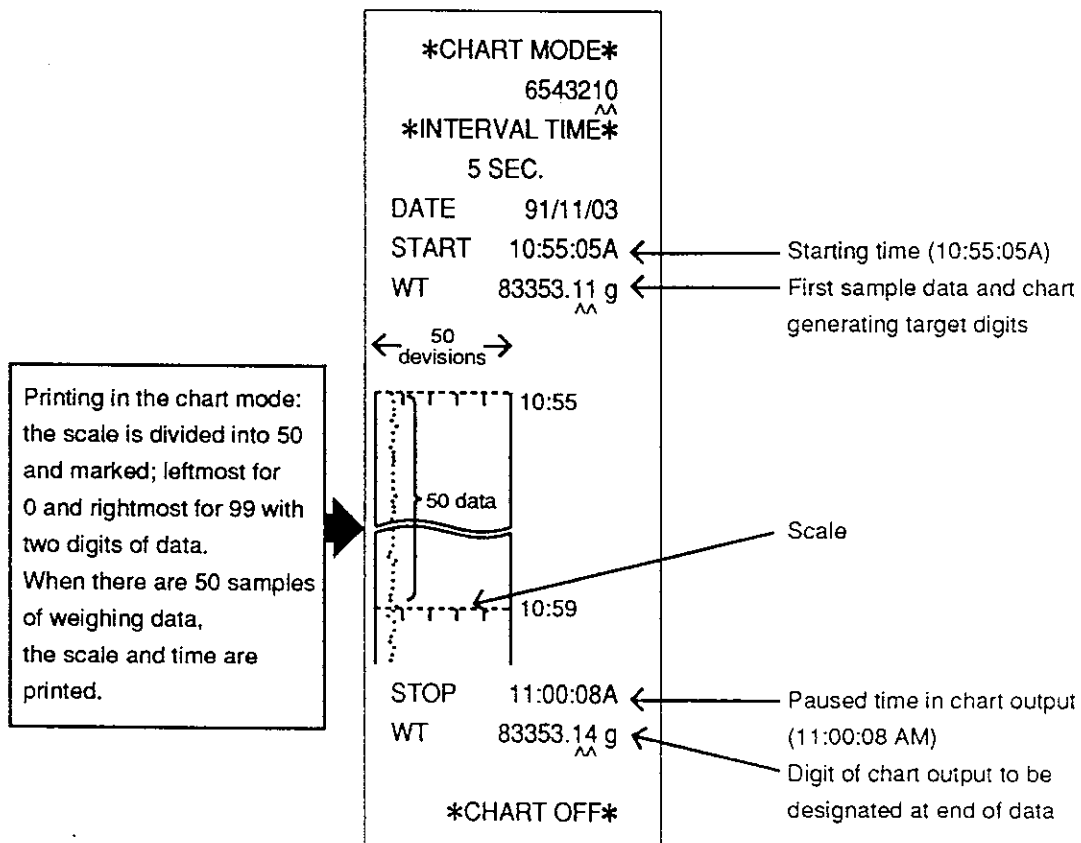 *CHART MODE*
6543210
^^
*INTERVAL TIME*
5 SEC.
DATE 91/11/03
START 10:55:05A
Starting time (10:55:05A)
WT 83353.11 g
^^
First sample data and chart
generating target digits
50
devisions
Printing in the chart mode:
the scale is divided into 50
and marked; leftmost for
0 and rightmost for 99 with
two digits of data.
When there are 50 samples
of weighing data,
the scale and time are
printed.
10:55
50 data
Scale
10:59
STOP 11:00:08A
Paused time in chart output
(11:00:08 AM)
WT 83353.14 g
^^
Digit of chart output to be
designated at end of data
*CHART OFF*